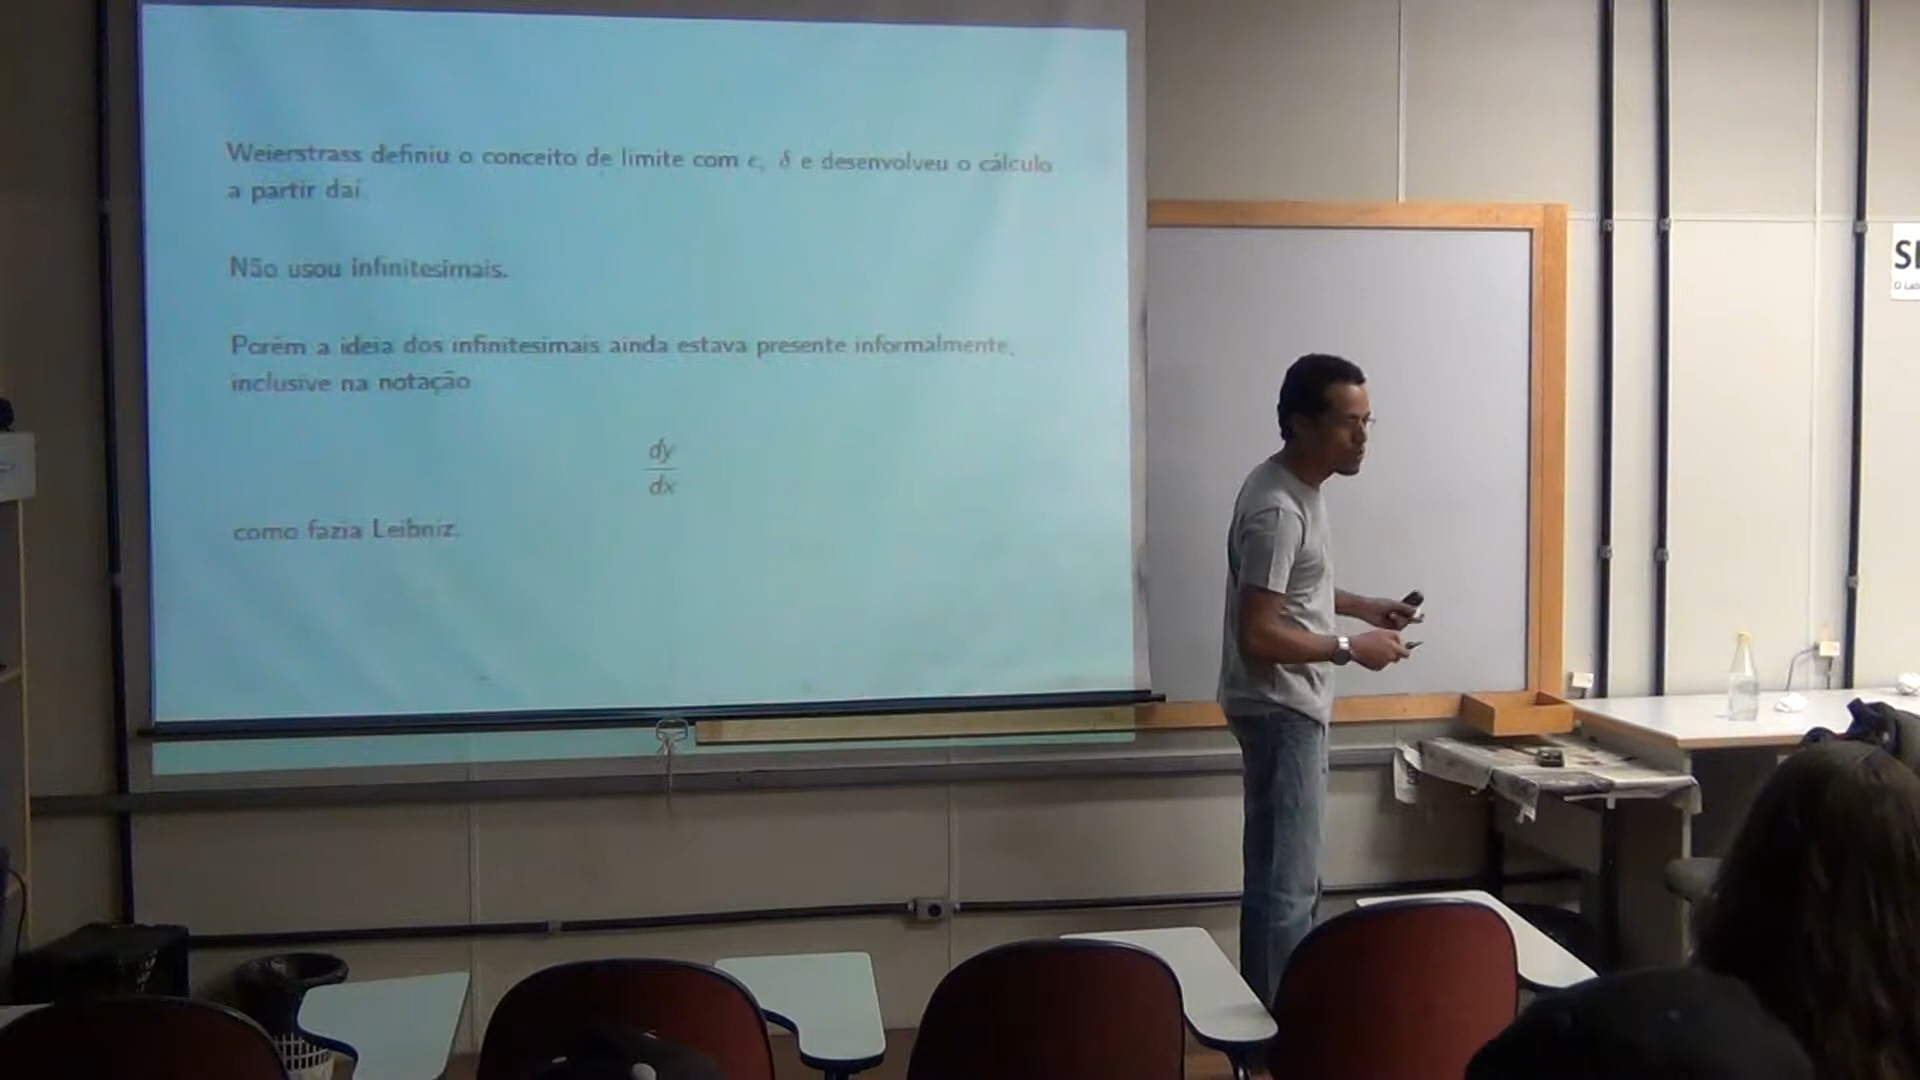 Weierstrass definiu o conceito de limite com ϵ, δ e desenvolveu o cálculo
a partir daí.
Não usou infinitesimais.
Porém a ideia dos infinitesimais ainda estava presente informalmente,
inclusive na notação
dy
dx
como fazia Leibniz.